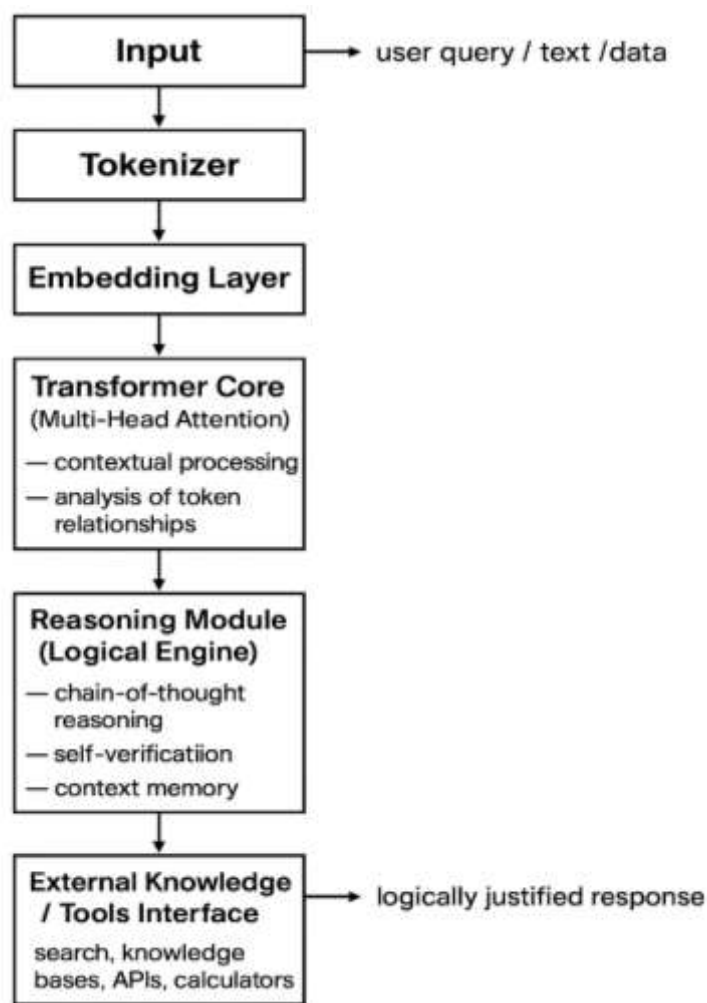 Input
user query / text /data
Tokenizer
Embedding Layer
Transformer Core
(Multi-Head Attention)
— contextual processing
— analysis of token
relationships
Reasoning Module
(Logical Engine)
— chain-of-thought
reasoning
— self-verificatiion
— context memory
External Knowledge
/ Tools Interface
logically justified response
search, knowledge
bases, APIs, calculators